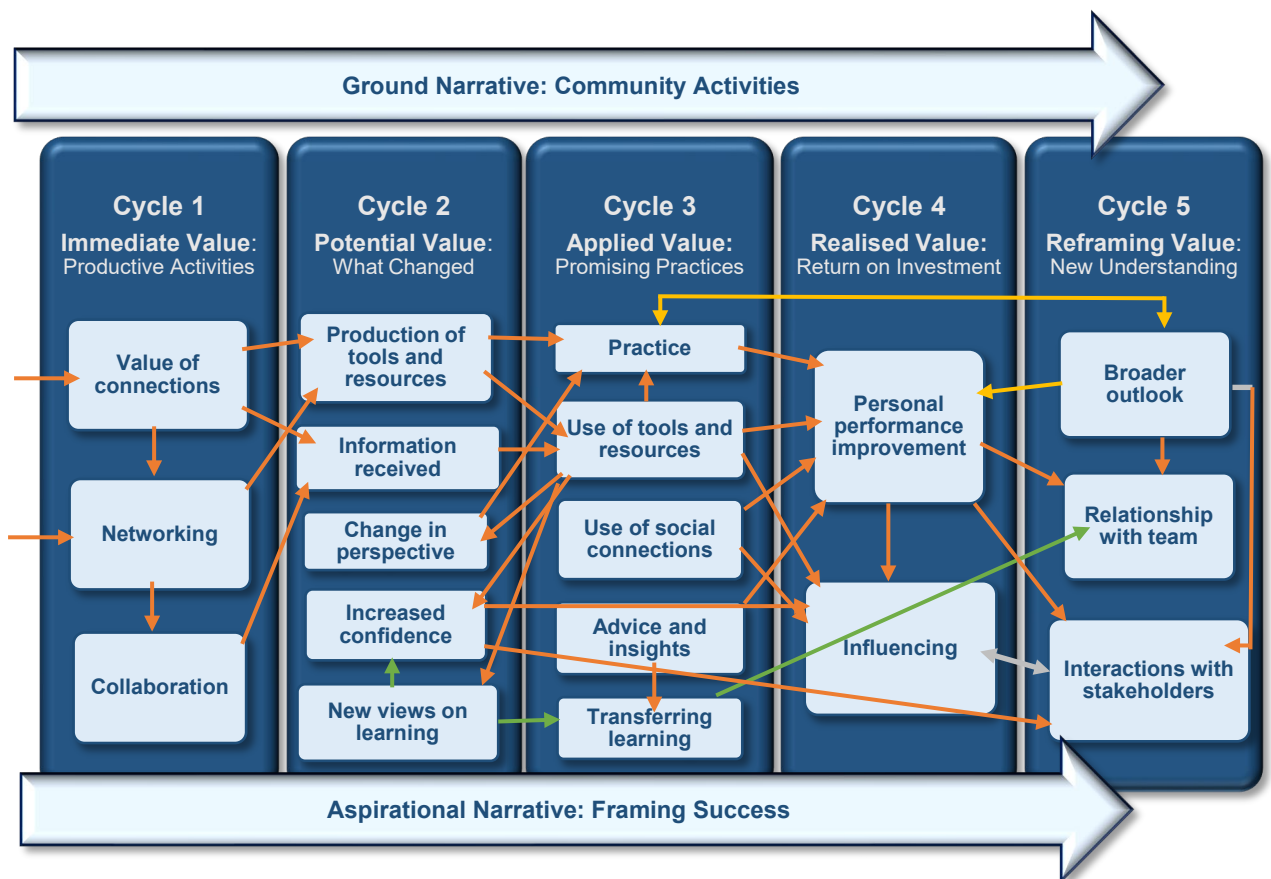 Ground Narrative: Community Activities
Cycle 1
Immediate Value:
Productive Activities
Value of
connections
Networking
Collaboration
Cycle 2
Potential Value:
What Changed
Production of
tools and
resources
Information
received
Change in
perspective
Increased
confidence
New views on
learning
Cycle 3
Applied Value:
Promising Practices
Practice
Use of tools and
resources
Use of social
connections
Advice and
insights
Transferring
learning
Cycle 4
Realised Value:
Return on Investment
Personal
performance
improvement
Influencing
Cycle 5
Reframing Value:
New Understanding
Broader
outlook
Relationship
with team
Interactions with
stakeholders
Aspirational Narrative: Framing Success